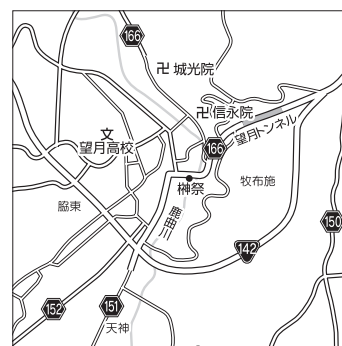 166
卍 城光院
卍 信永院
文
望月高校
166
望月トンネル
榊祭
牧布施
脇東
鹿曲川
150
142
152
151
天神